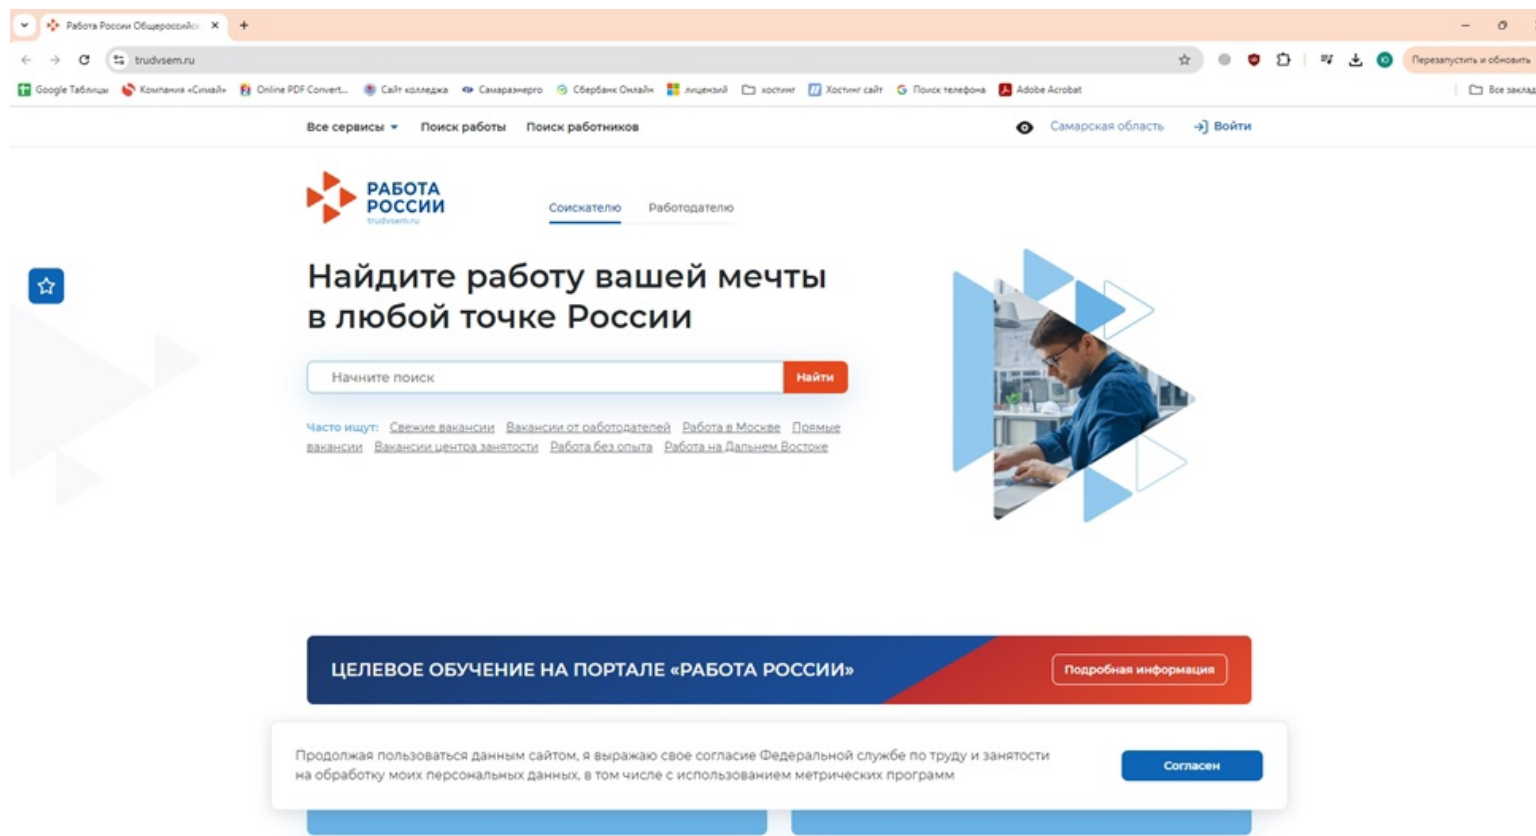 Работа России Общероссийск
trudvsem.ru
Перезапустить и обновить
Google Таблицы Компания «Симай» Online PDF Convert... Сайт колледжа Самараэнерго Сбербанк Онлайн лицензий хостинг Хостинг сайт Поиск телефона Adobe Acrobat Все заклад
Все сервисы Поиск работы Поиск работников Самарская область Войти
РАБОТА
РОССИИ
trudvsem.ru
Соискателю Работодателю
Найдите работу вашей мечты
в любой точке России
Начните поиск Найти
Часто ищут: Свежие вакансии Вакансии от работодателей Работа в Москве Прямые
вакансии Вакансии центра занятости Работа без опыта Работа на Дальнем Востоке
ЦЕЛЕВОЕ ОБУЧЕНИЕ НА ПОРТАЛЕ «РАБОТА РОССИИ» Подробная информация
Продолжая пользоваться данным сайтом, я выражаю свое согласие Федеральной службе по труду и занятости
на обработку моих персональных данных, в том числе с использованием метрических программ
Согласен